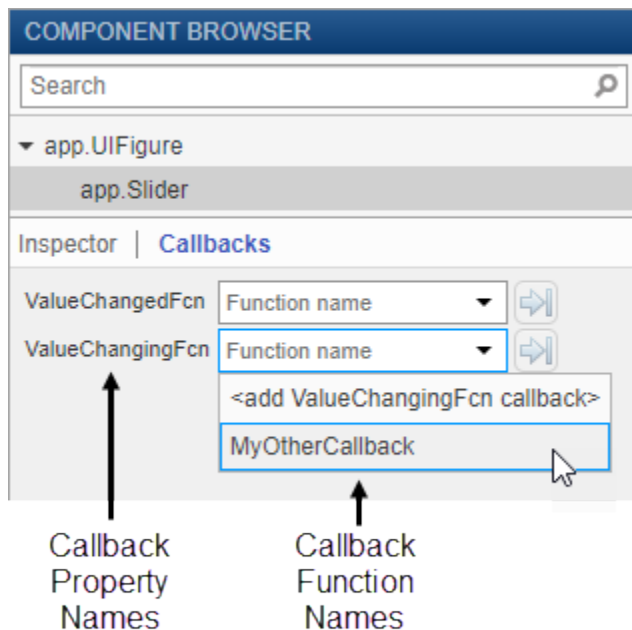 COMPONENT BROWSER
Search
app.UIFigure
app.Slider
Inspector | Callbacks
ValueChangedFcn Function name
ValueChangingFcn Function name
<add ValueChangingFcn callback>
MyOtherCallback
Callback
Property
Names
Callback
Function
Names